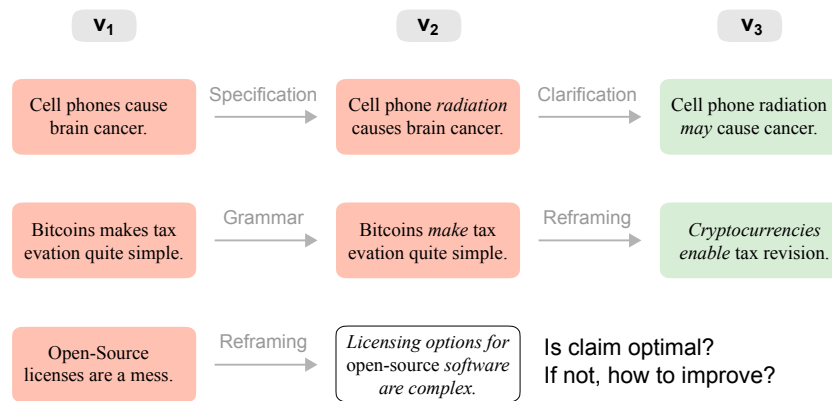 v1
v2
v3
Cell phones cause
brain cancer.
Specification
Cell phone radiation
causes brain cancer.
Clarification
Cell phone radiation
may cause cancer.
Bitcoins makes tax
evation quite simple.
Grammar
Bitcoins make tax
evation quite simple.
Reframing
Cryptocurrencies
enable tax revision.
Open-Source
licenses are a mess.
Reframing
Licensing options for
open-source software
are complex.
Is claim optimal?
If not, how to improve?